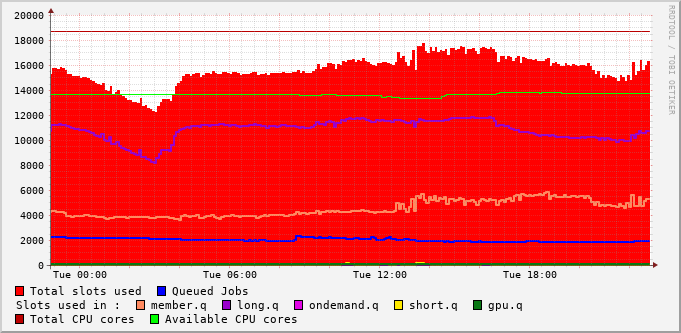 RRDTOOL / TOBI OETIKER
20000
18000
16000
14000
12000
10000
8000
6000
4000
2000
0
Tue 00:00 Tue 06:00 Tue 12:00 Tue 18:00
Total slots used Queued Jobs
Slots used in : member.q long.q ondemand.q short.q gpu.q
Total CPU cores Available CPU cores